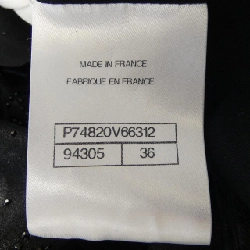 MADE IN FRANCE
FABRIQUE EN FRANCE
P74820V66312
94305 36